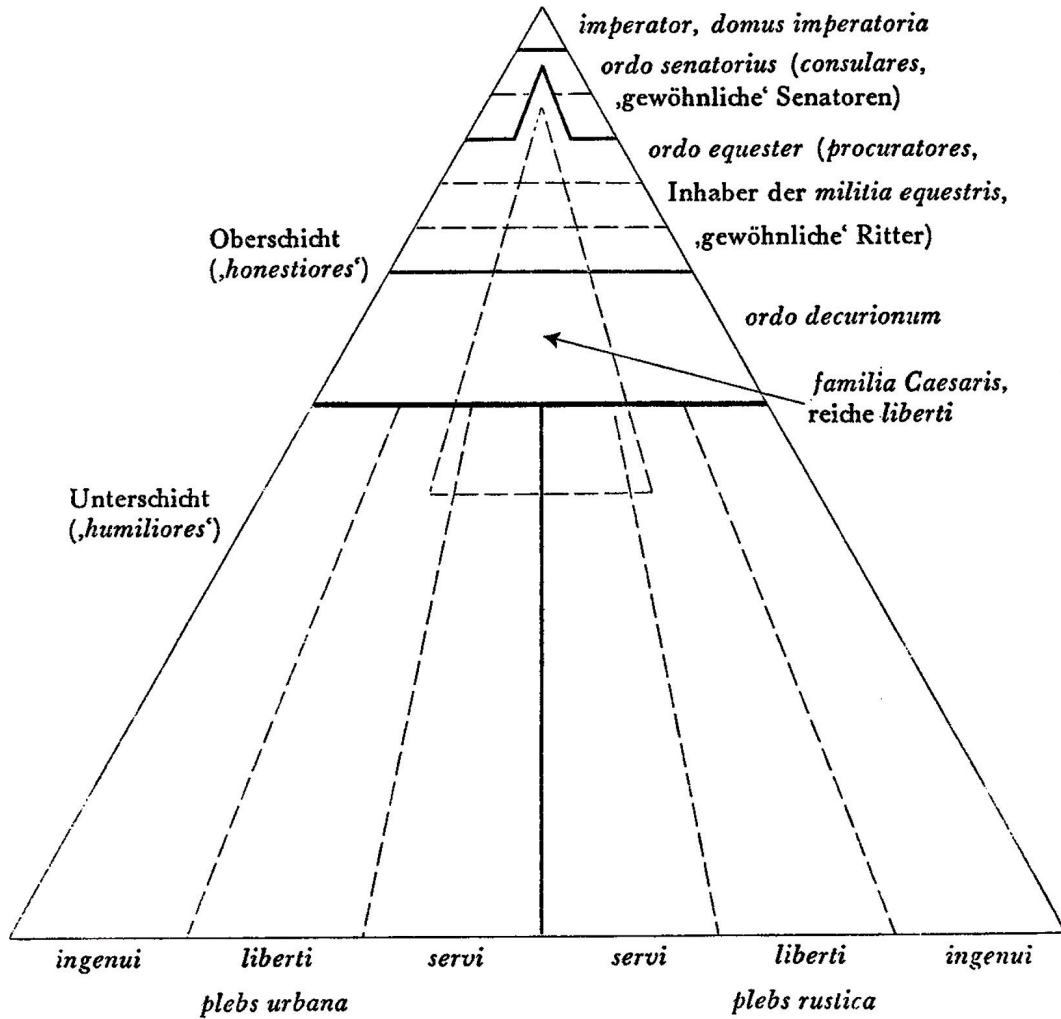 imperator, domus imperatoria
ordo senatorius (consulares,
‚gewöhnliche‘ Senatoren)
ordo equester (procuratores,
Inhaber der militia equestris,
‚gewöhnliche‘ Ritter)
Oberschicht
(‚honestiores‘)
ordo decurionum
familia Caesaris,
reiche liberti
Unterschicht
(‚humiliores‘)
ingenui liberti servi servi liberti ingenui
plebs urbana plebs rustica